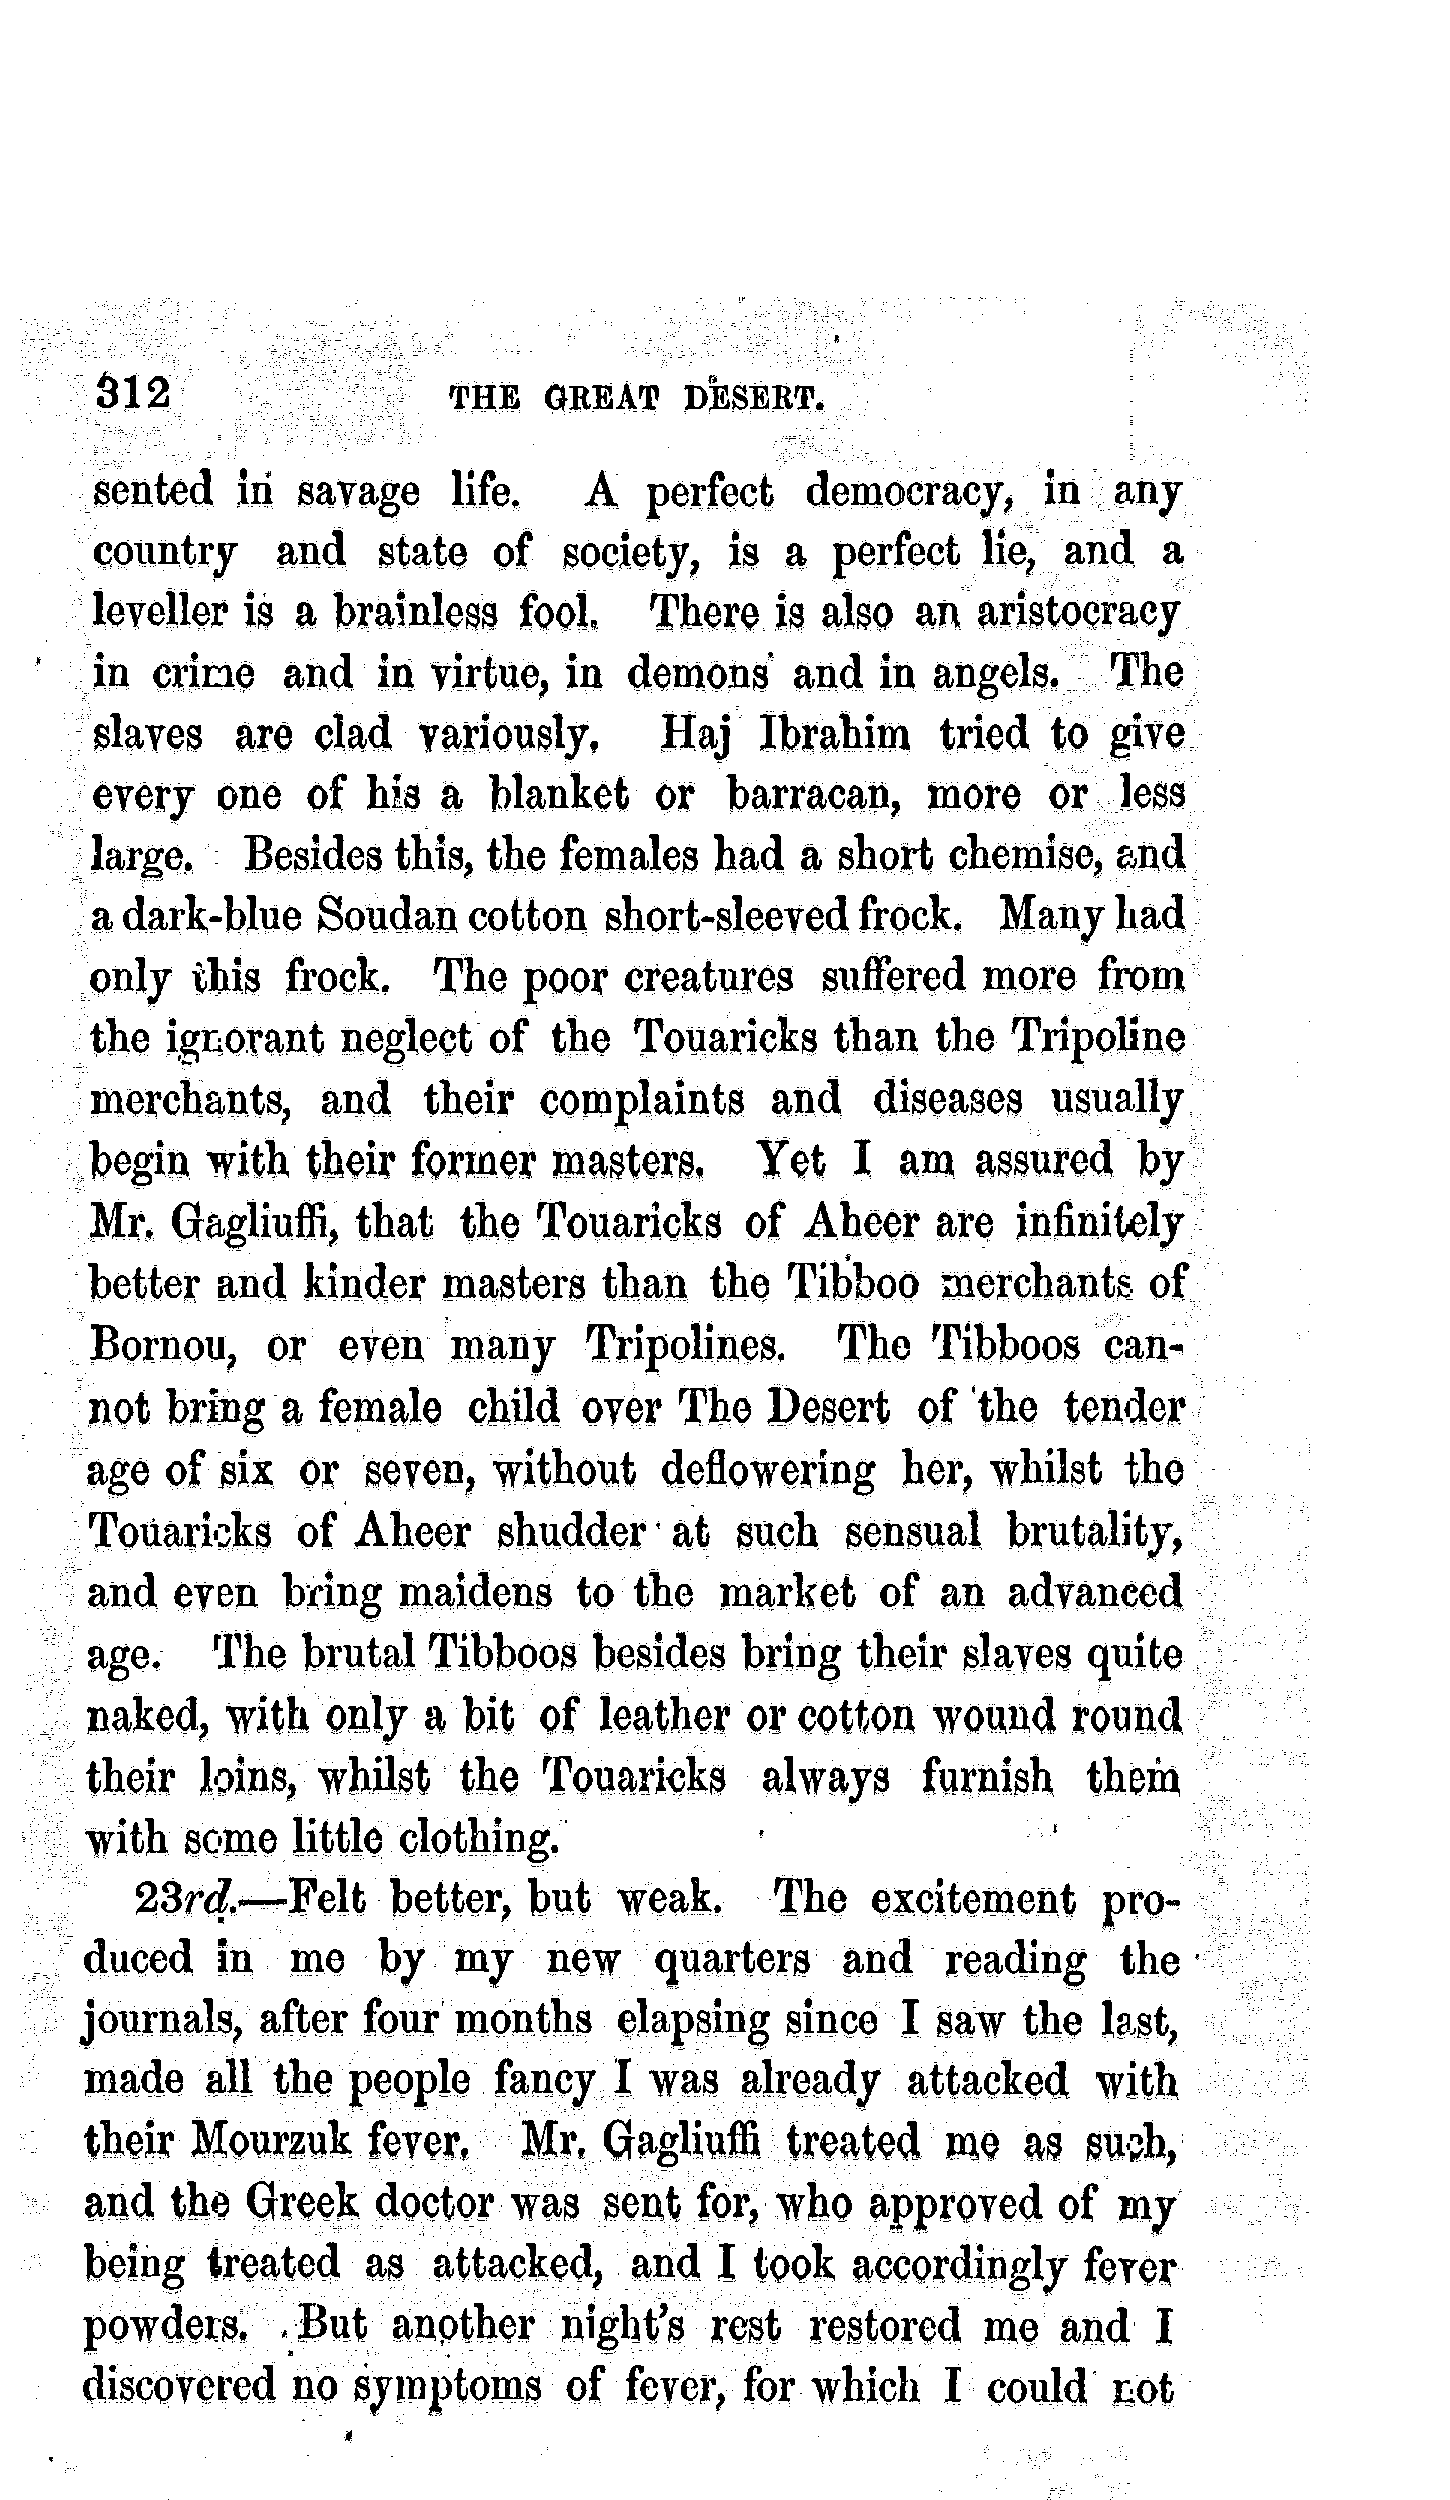 312 THE GREAT DESERT.
sented in savage life. A perfect democracy, in any
country and state of society, is a perfect lie, and a
leveller is a brainless fool. There is also an aristocracy
in crime and in virtue, in demons and in angels. The
slaves are clad variously. Haj Ibrahim tried to give
every one of his a blanket or barracan, more or less
large. Besides this, the females had a short chemise, and
a dark-blue Soudan cotton short-sleeved frock. Many had
only this frock. The poor creatures suffered more from
the ignorant neglect of the Touaricks than the Tripoline
merchants, and their complaints and diseases usually
begin with their former masters. Yet I am assured by
Mr. Gagliuffi, that the Touaricks of Aheer are infinitely
better and kinder masters than the Tibboo merchants of
Bornou, or even many Tripolines. The Tibboos can-
not bring a female child over The Desert of the tender
age of six or seven, without deflowering her, whilst the
Touaricks of Aheer shudder at such sensual brutality,
and even bring maidens to the market of an advanced
age. The brutal Tibboos besides bring their slaves quite
naked, with only a bit of leather or cotton wound round
their loins, whilst the Touaricks always furnish them
with some little clothing.
23rd.—Felt better, but weak. The excitement pro-
duced in me by my new quarters and reading the
journals, after four months elapsing since I saw the last,
made all the people fancy I was already attacked with
their Mourzuk fever. Mr. Gagliuffi treated me as such,
and the Greek doctor was sent for, who approved of my
being treated as attacked, and I took accordingly fever
powders. But another night's rest restored me and I
discovered no symptoms of fever, for which I could not